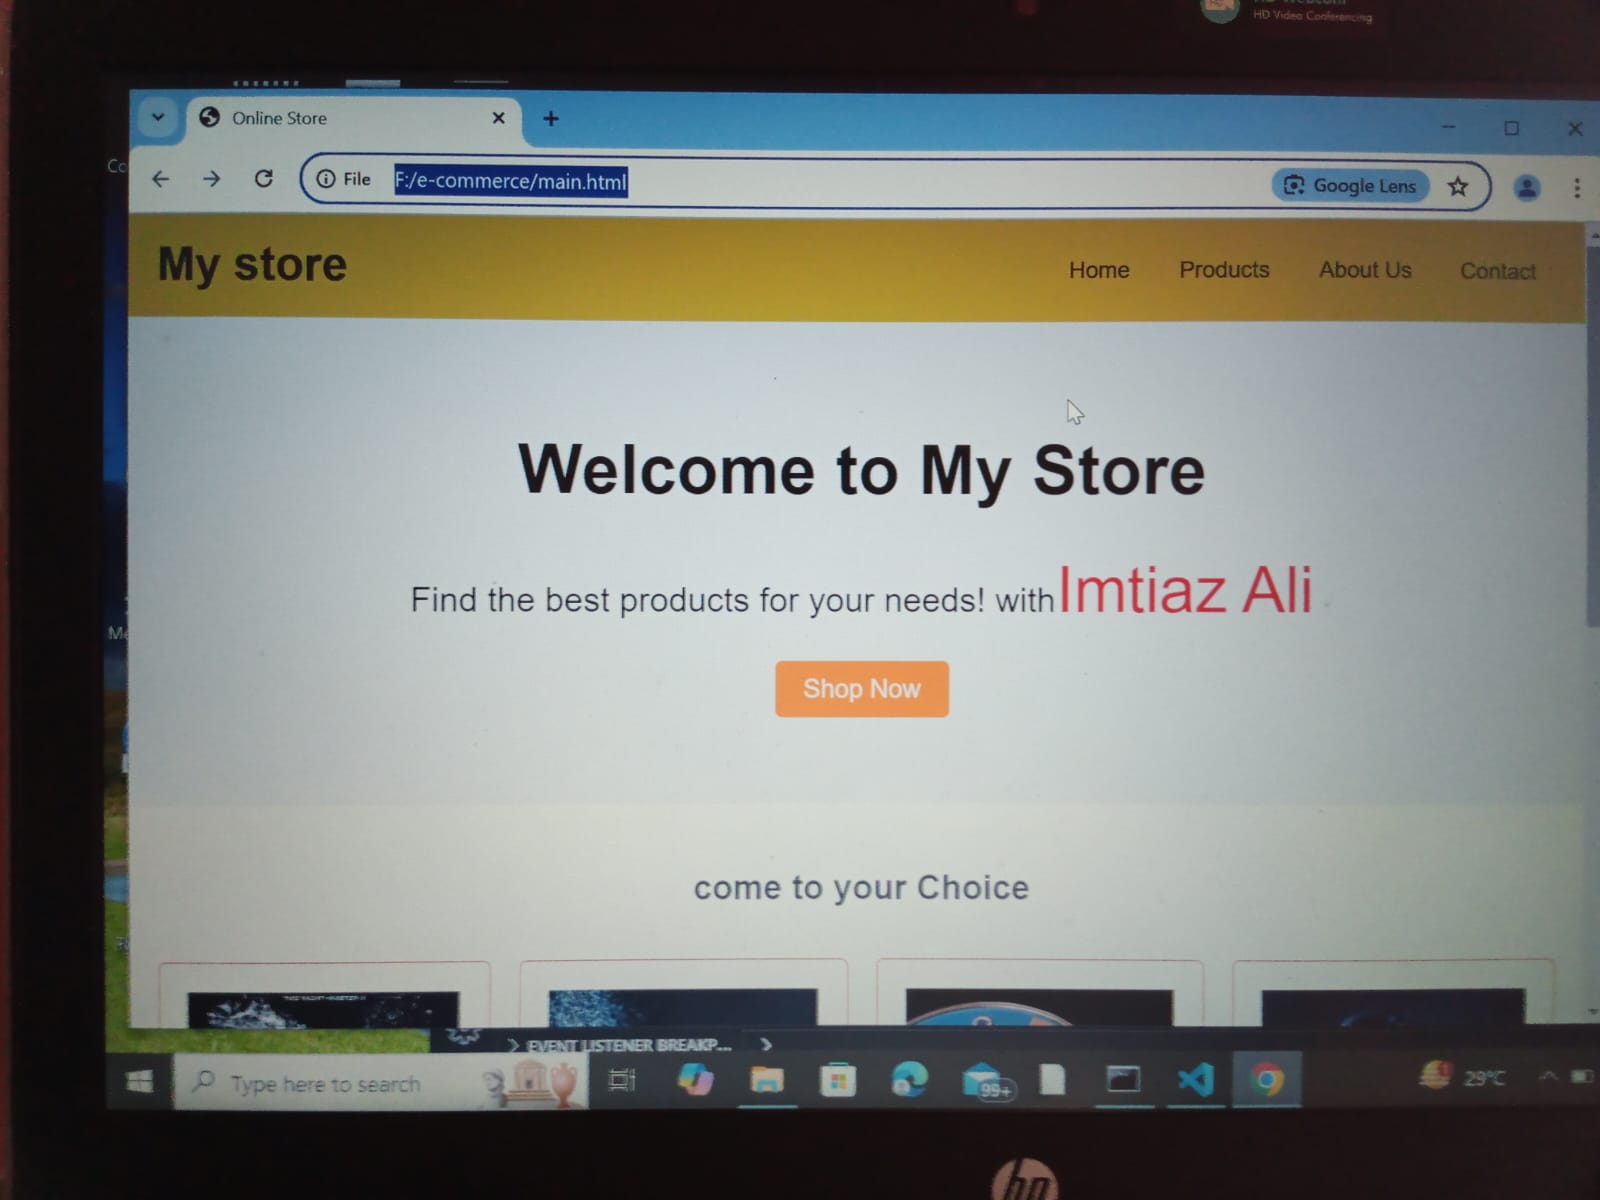 HD Video Conferencing
Online Store
File
F:/e-commerce/main.html
Google Lens
My store
Home
Products
About Us
Contact
Welcome to My Store
Find the best products for your needs! with Imtiaz Ali
Shop Now
come to your Choice
EVENT LISTENER BREAKP...
Type here to search
99+
29°C
hp